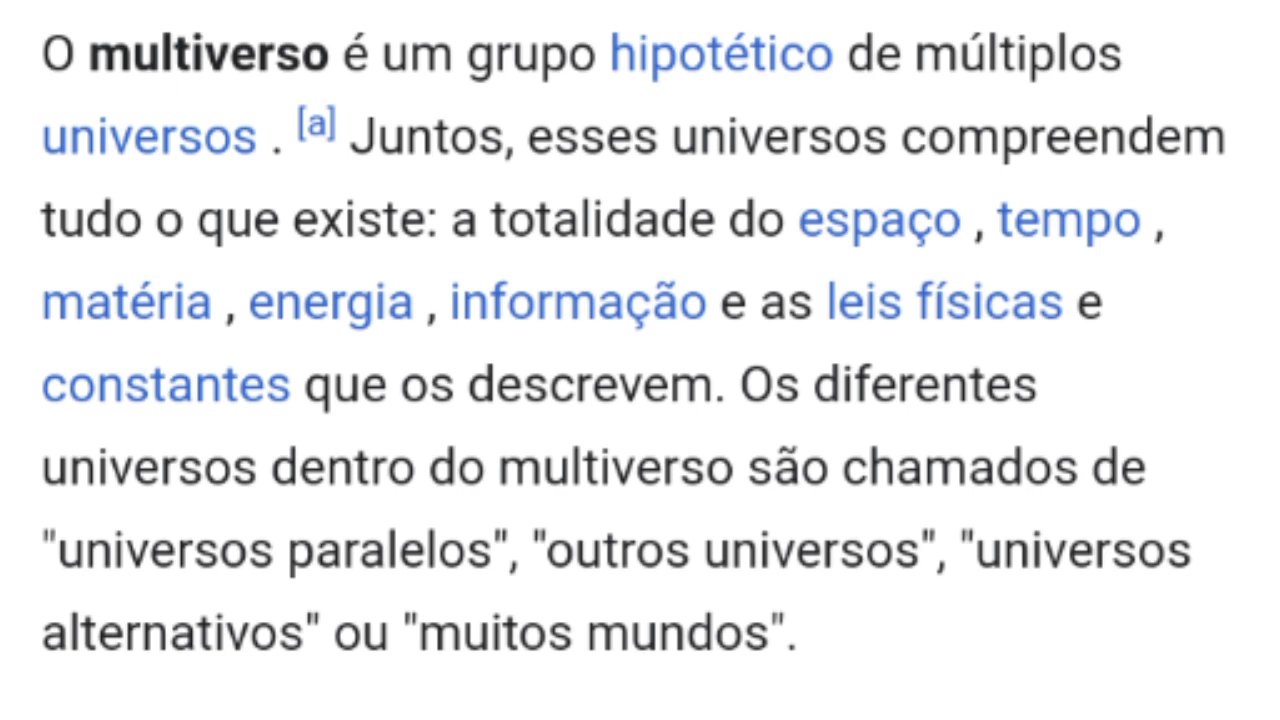 O multiverso é um grupo hipotético de múltiplos
universos . [a] Juntos, esses universos compreendem
tudo o que existe: a totalidade do espaço , tempo ,
matéria , energia , informação e as leis físicas e
constantes que os descrevem. Os diferentes
universos dentro do multiverso são chamados de
"universos paralelos", "outros universos", "universos
alternativos" ou "muitos mundos".